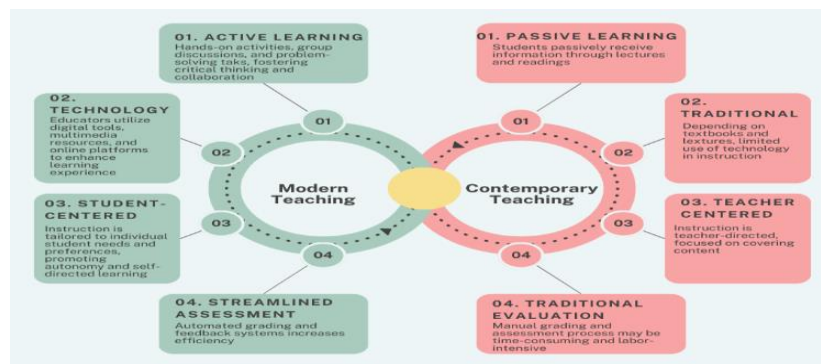 01. ACTIVE LEARNING
Hands-on activities, group
discussions, and problem-
solving taks, fostering
critical thinking and
collaboration
02.
TECHNOLOGY
Educators utilize
digital tools,
multimedia
resources, and
online platforms
to enhance
learning
experience
03. STUDENT-
CENTERED
Instruction is
tailored to individual
student needs and
preferences,
promoting
autonomy and self-
directed learning
04. STREAMLINED
ASSESSMENT
Automated grading and
feedback systems increases
efficiency
01
02
03
04
Modern
Teaching
Contemporary
Teaching
01
02
03
04
01. PASSIVE LEARNING
Students passively receive
information through lectures
and readings
02.
TRADITIONAL
Depending on
textbooks and
lextures, limited
use of technology
in instruction
03. TEACHER
CENTERED
Instruction is
teacher-directed,
focused on covering
content
04. TRADITIONAL
EVALUATION
Manual grading and
assessment process may be
time-consuming and labor-
intensive